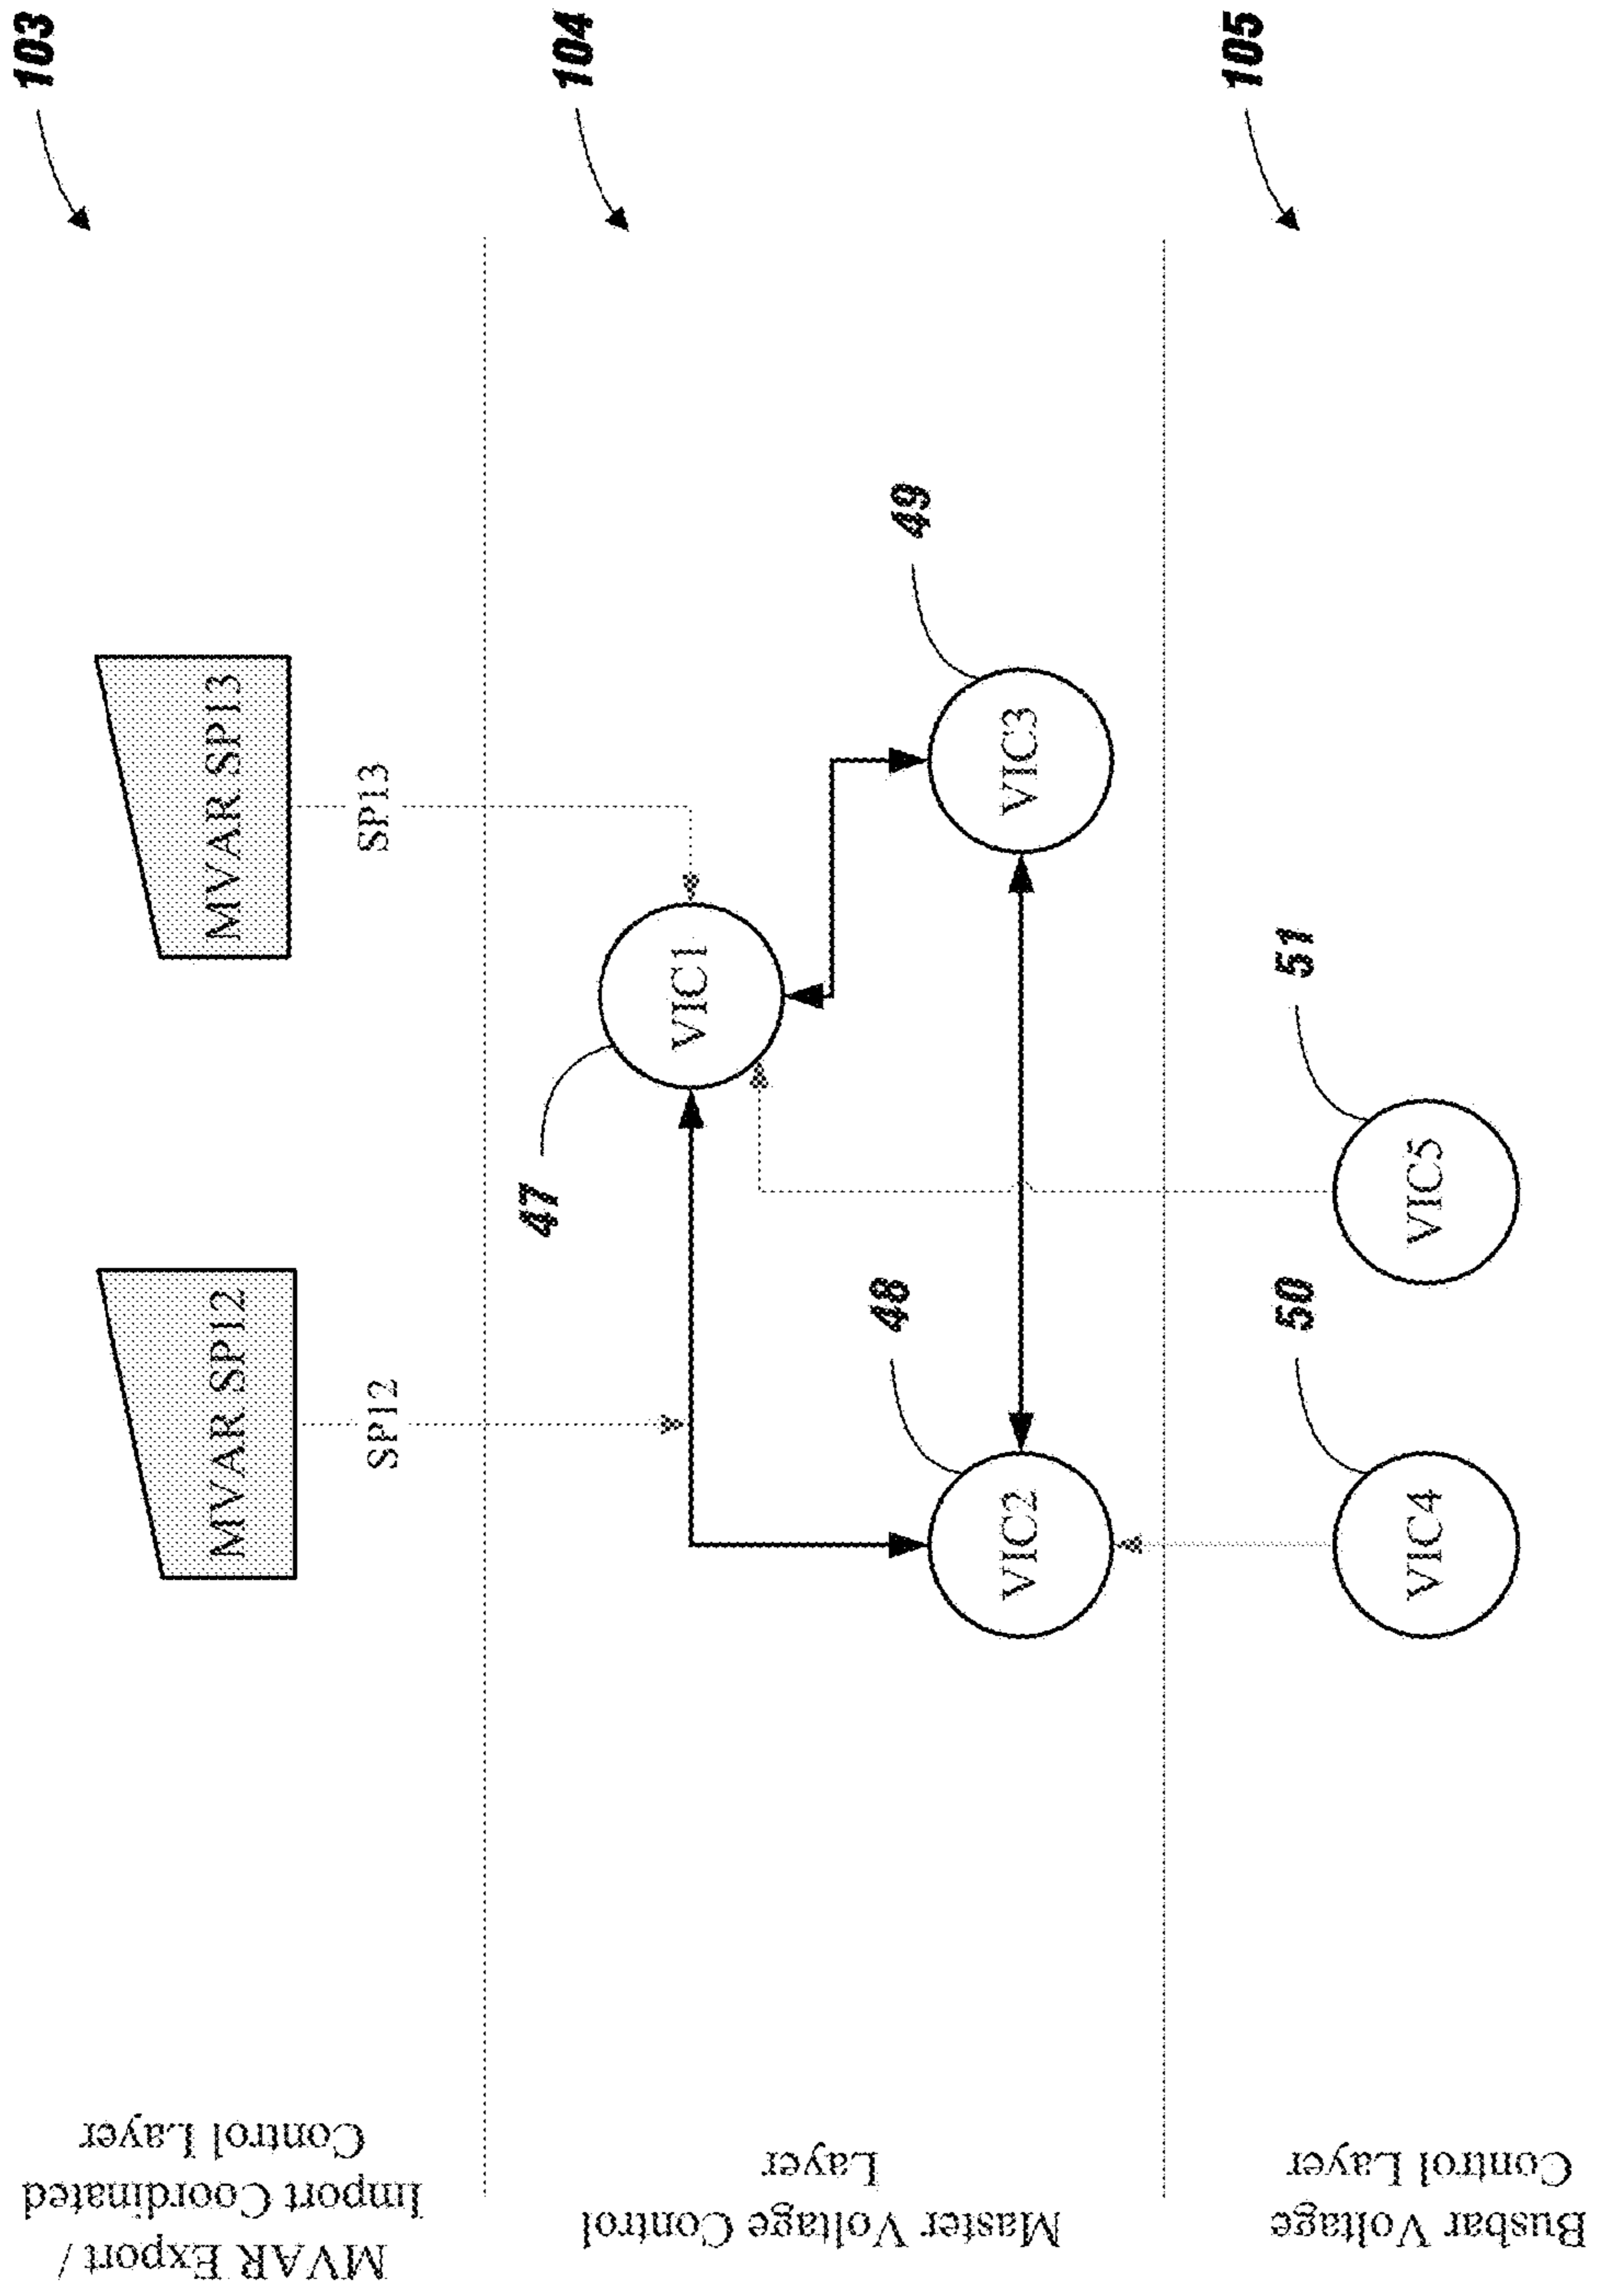 103
MVAR SP12
MVAR SP13
SP12
SP13
MVAR Export /
Import Coordinated
Control Layer
104
47
VIC1
48
VIC2
49
VIC3
Master Voltage Control
Layer
105
50
VIC4
51
VIC5
Busbar Voltage
Control Layer